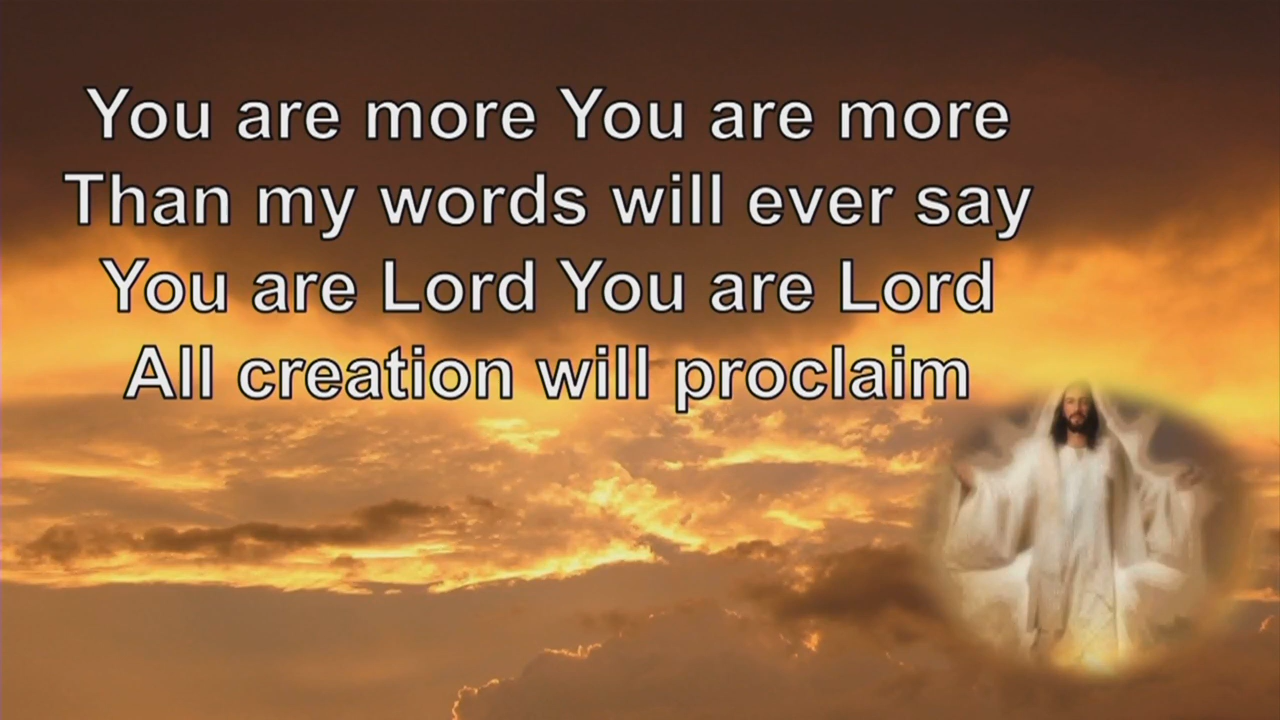 You are more You are more
Than my words will ever say
You are Lord You are Lord
All creation will proclaim